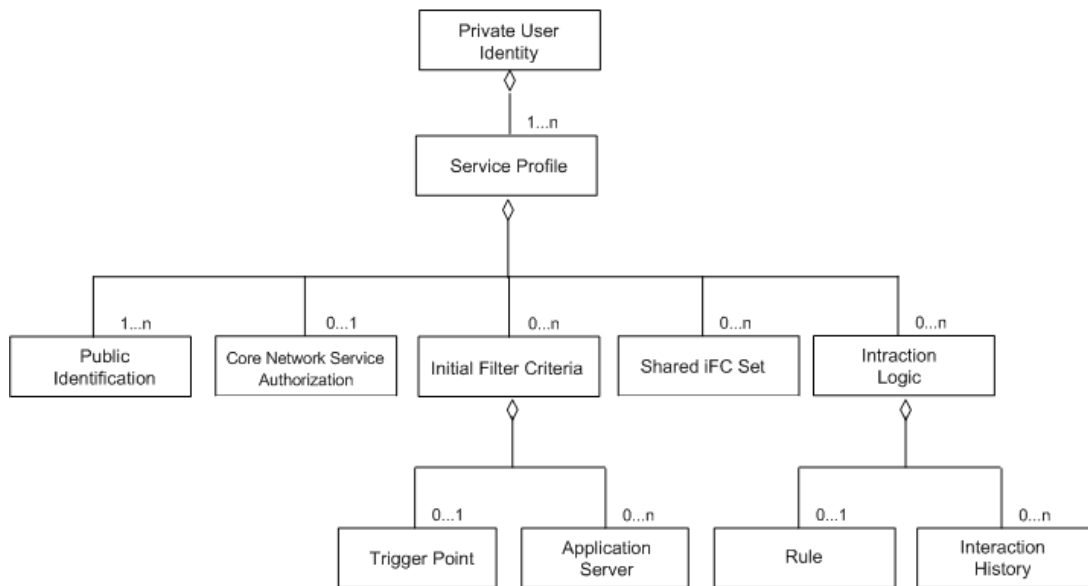 Private User
Identity
1...n
Service Profile
1...n
0...1
0...n
0...n
0...n
Public
Identification
Core Network Service
Authorization
Initial Filter Criteria
Shared iFC Set
Intraction
Logic
0...1
0...n
0...1
0...n
Trigger Point
Application
Server
Rule
Interaction
History